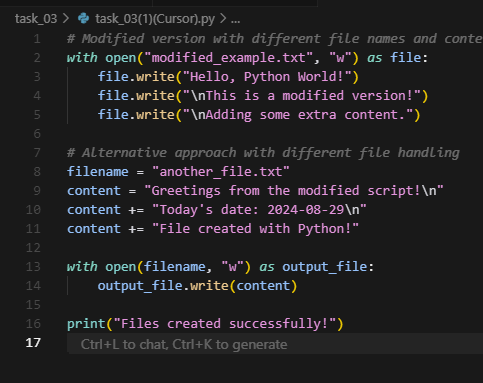 task_03 > task_03(1)(Cursor).py > ...
1 # Modified version with different file names and conte
2 with open("modified_example.txt", "w") as file:
3     file.write("Hello, Python World!")
4     file.write("\nThis is a modified version!")
5     file.write("\nAdding some extra content.")
6
7 # Alternative approach with different file handling
8 filename = "another_file.txt"
9 content = "Greetings from the modified script!\n"
10 content += "Today's date: 2024-08-29\n"
11 content += "File created with Python!"
12
13 with open(filename, "w") as output_file:
14     output_file.write(content)
15
16 print("Files created successfully!")
17 Ctrl+L to chat, Ctrl+K to generate